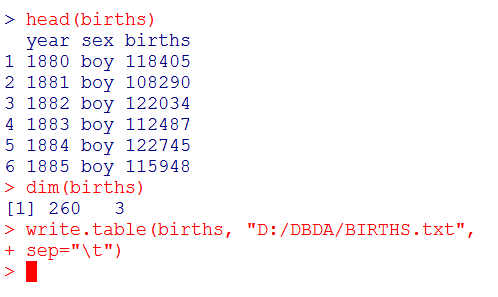 > head(births)
  year sex births
1 1880 boy 118405
2 1881 boy 108290
3 1882 boy 122034
4 1883 boy 112487
5 1884 boy 122745
6 1885 boy 115948
> dim(births)
[1] 260   3
> write.table(births, "D:/DBDA/BIRTHS.txt",
+ sep="\t")
>